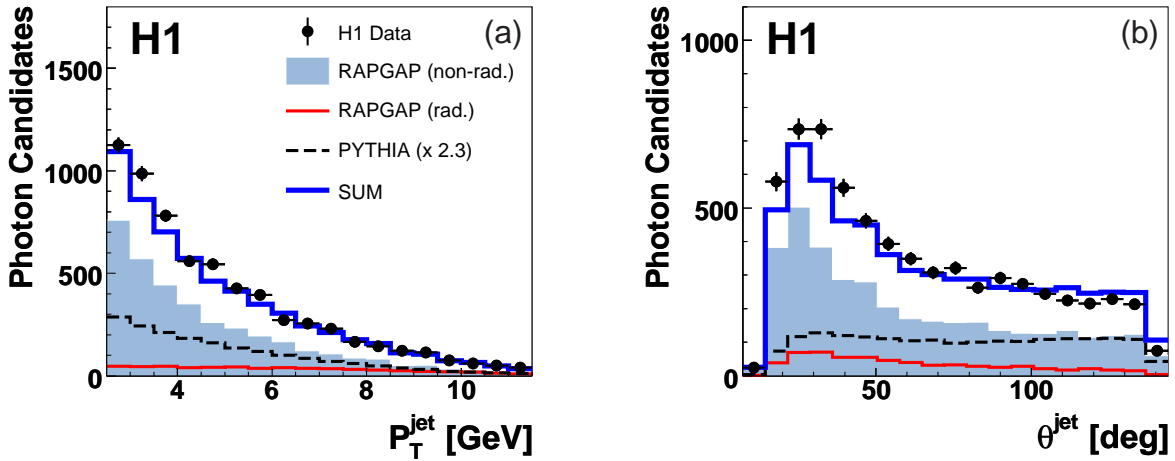 H1
(a)
Photon Candidates
1500
1000
500
0
H1 Data
RAPGAP (non-rad.)
RAPGAP (rad.)
PYTHIA (x 2.3)
SUM
4 6 8 10
P_T^jet [GeV]
H1
(b)
Photon Candidates
1000
500
0
50 100
θ^jet [deg]